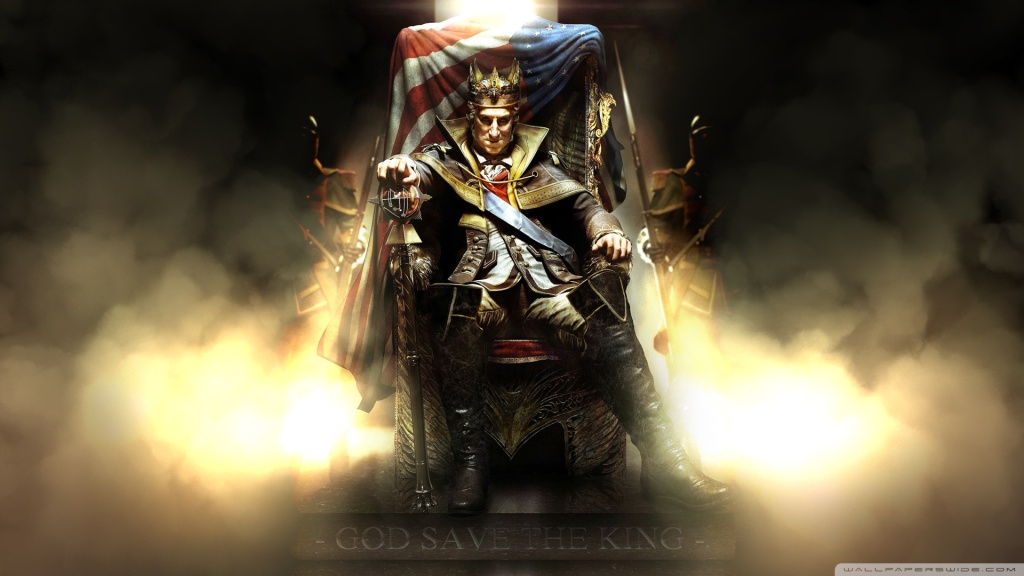 - GOD SAVE THE KING -
WALLPAPERSWIDE.COM